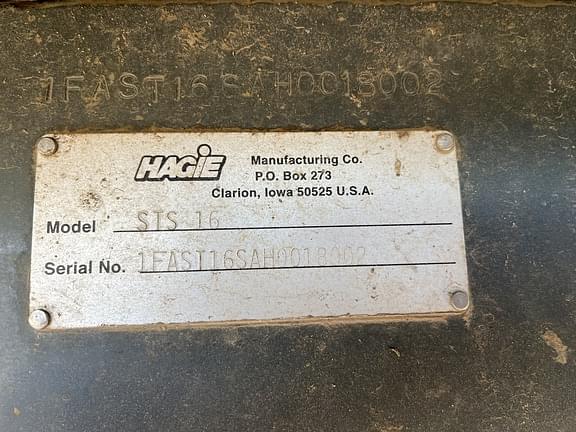 1FAST16SAH0018002
HAGIE
Manufacturing Co.
P.O. Box 273
Clarion, Iowa 50525 U.S.A.
Model STS 16
Serial No. 1FAST16SAH0018002